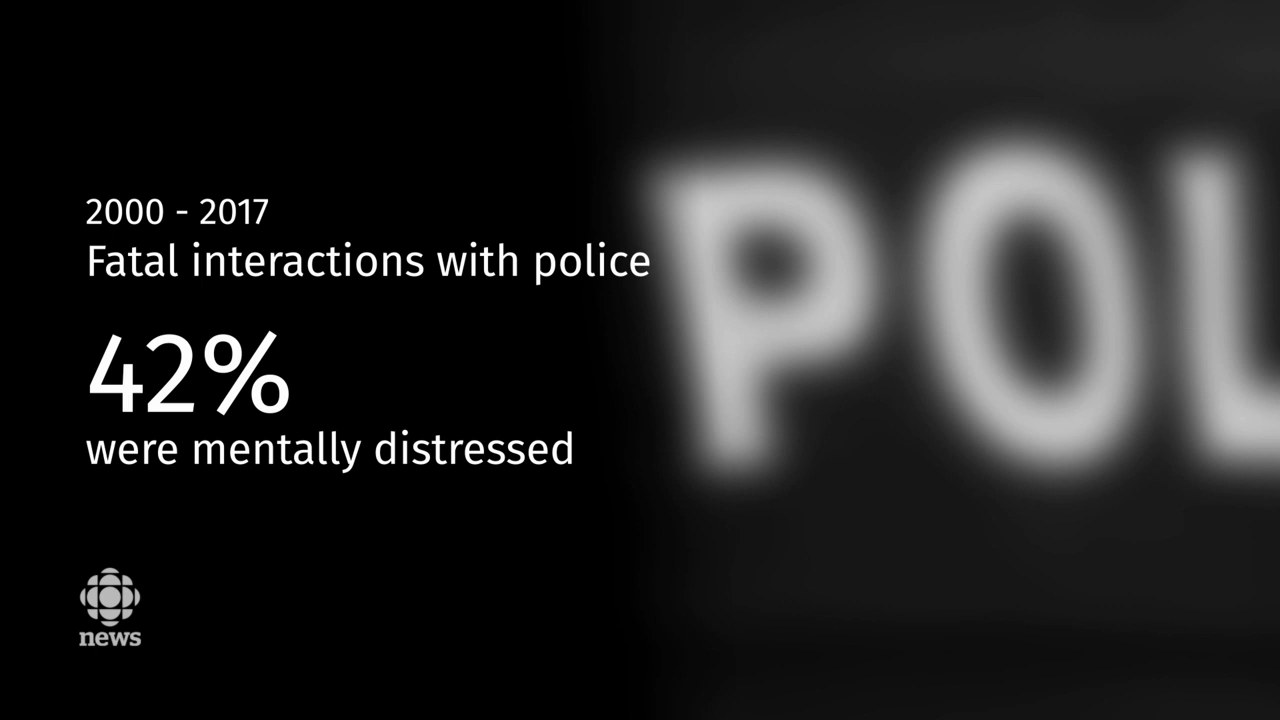 2000 - 2017
Fatal interactions with police
42%
were mentally distressed
POL
news